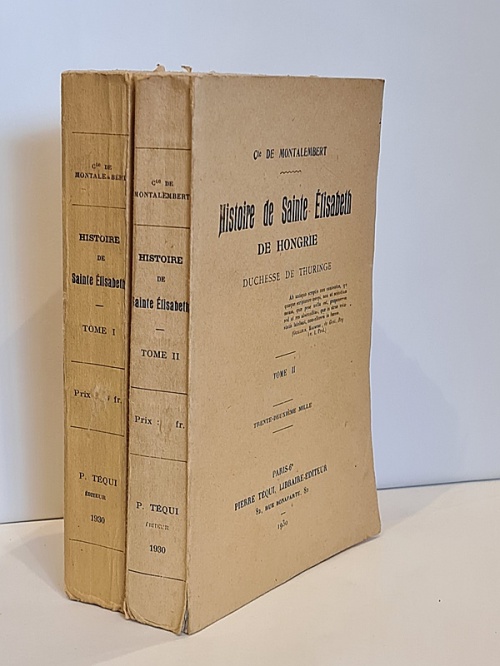 Cte DE
MONTALEMBERT
HISTOIRE
DE
Sainte Élisabeth
TOME I
Prix : fr.
P. TÉQUI
ÉDITEUR
1930
Cte DE
MONTALEMBERT
HISTOIRE
DE
Sainte Élisabeth
TOME II
Prix : fr.
P. TÉQUI
ÉDITEUR
1930
Cte DE MONTALEMBERT
Histoire de Sainte Élisabeth
DE HONGRIE
DUCHESSE DE THURINGE
TOME II
TRENTE-DEUXIÈME MILLE
PARIS-6e
PIERRE TÉQUI, LIBRAIRE-ÉDITEUR
82, RUE BONAPARTE, 82
1930